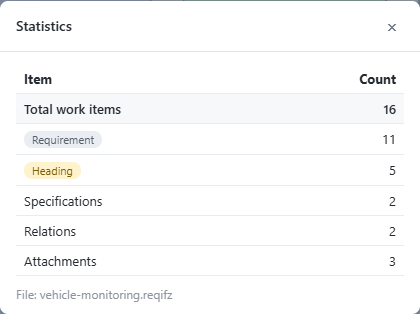 Statistics ×
Item Count
Total work items 16
Requirement 11
Heading 5
Specifications 2
Relations 2
Attachments 3
File: vehicle-monitoring.reqifz